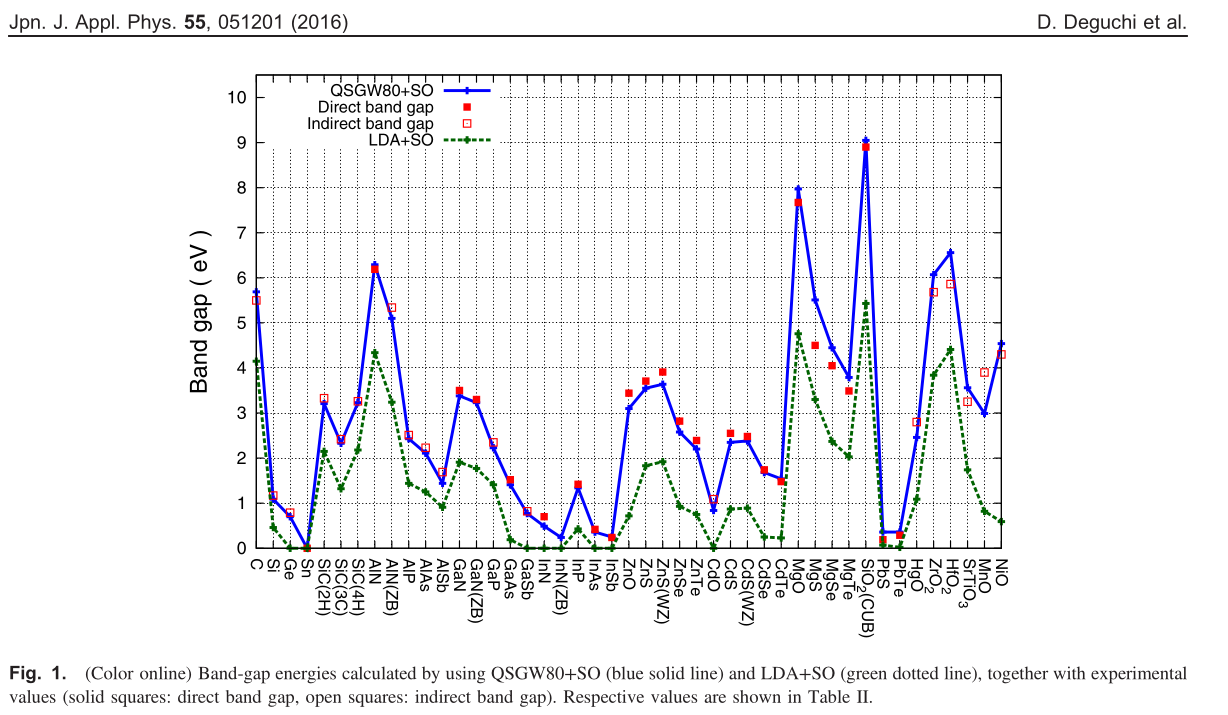 Jpn. J. Appl. Phys. 55, 051201 (2016)
D. Deguchi et al.
QSGW80+SO
Direct band gap
Indirect band gap
LDA+SO
Band gap ( eV )
10
9
8
7
6
5
4
3
2
1
0
C
Si
Ge
Sn
SiC(2H)
SiC(3C)
SiC(4H)
AlN
AlN(ZB)
AlP
AlAs
AlSb
GaN
GaN(ZB)
GaP
GaAs
GaSb
InN
InN(ZB)
InP
InAs
InSb
ZnO
ZnS
ZnS(WZ)
ZnSe
ZnTe
CdO
CdS
CdS(WZ)
CdSe
CdTe
MgO
MgS
MgSe
MgTe
SiO2(CUB)
PbS
PbTe
HgO
ZrO2
HfO2
SrTiO3
MnO
NiO
Fig. 1. (Color online) Band-gap energies calculated by using QSGW80+SO (blue solid line) and LDA+SO (green dotted line), together with experimental
values (solid squares: direct band gap, open squares: indirect band gap). Respective values are shown in Table II.